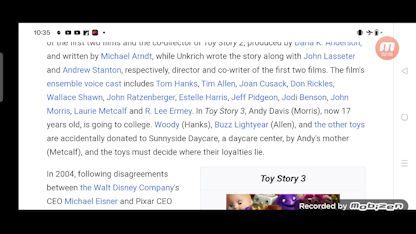 10:35
of the first two films and the co-director of Toy Story 2, produced by Darla K. Anderson,
and written by Michael Arndt, while Unkrich wrote the story along with John Lasseter
and Andrew Stanton, respectively, director and co-writer of the first two films. The film's
ensemble voice cast includes Tom Hanks, Tim Allen, Joan Cusack, Don Rickles,
Wallace Shawn, John Ratzenberger, Estelle Harris, Jeff Pidgeon, Jodi Benson, John
Morris, Laurie Metcalf and R. Lee Ermey. In Toy Story 3, Andy Davis (Morris), now 17
years old, is going to college. Woody (Hanks), Buzz Lightyear (Allen), and the other toys
are accidentally donated to Sunnyside Daycare, a daycare center, by Andy's mother
(Metcalf), and the toys must decide where their loyalties lie.
In 2004, following disagreements
between the Walt Disney Company's
CEO Michael Eisner and Pixar CEO
Toy Story 3
Recorded by Mobizen